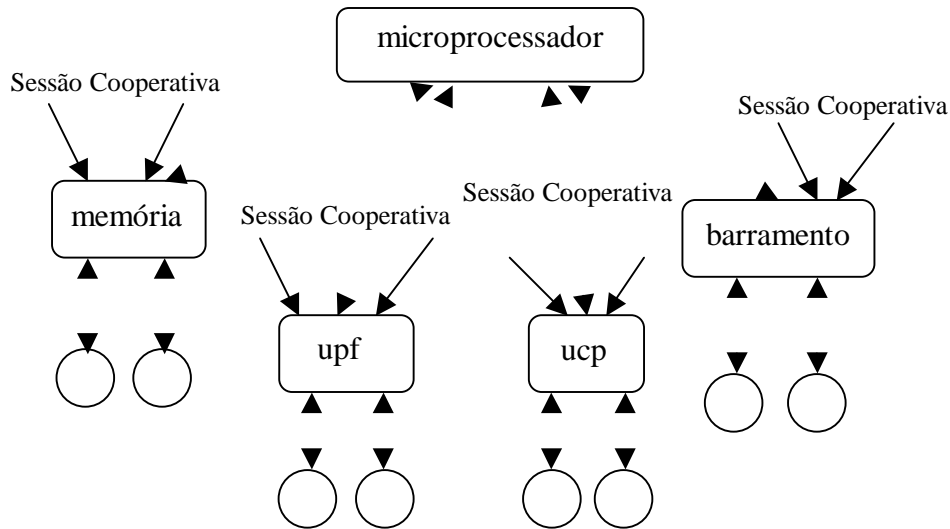 microprocessador
Sessão Cooperativa
Sessão Cooperativa
memória
Sessão Cooperativa
Sessão Cooperativa
barramento
upf
ucp